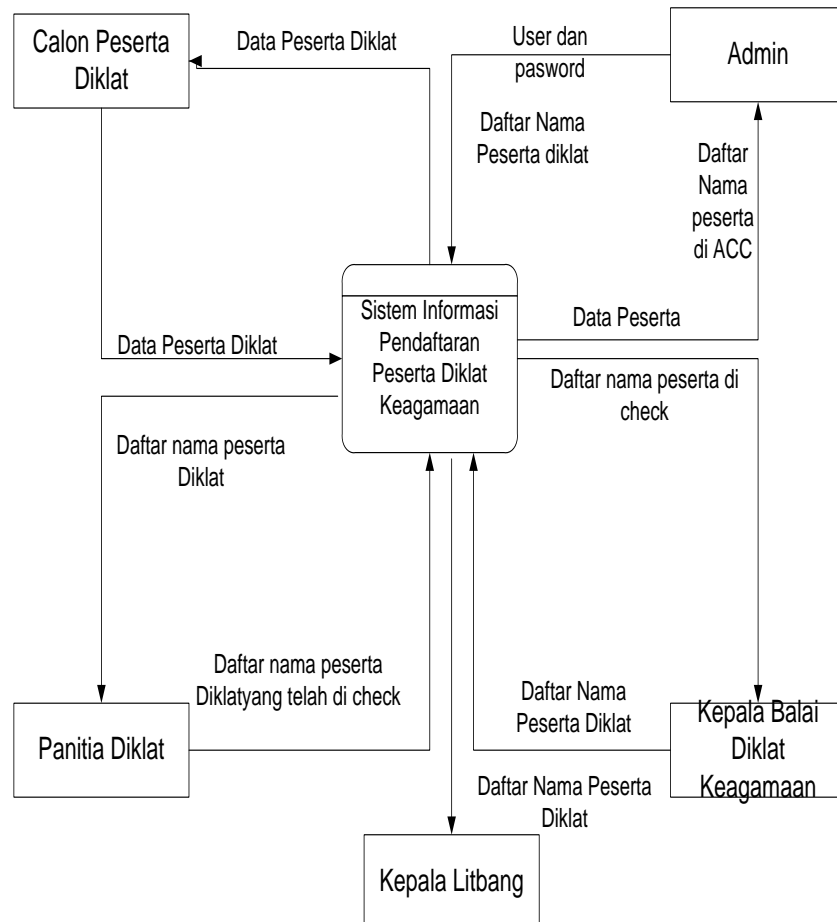 Calon Peserta
Diklat
Data Peserta Diklat
User dan
pasword
Admin
Daftar Nama
Peserta diklat
Daftar
Nama
peserta
di ACC
Sistem Informasi
Pendaftaran
Peserta Diklat
Keagamaan
Data Peserta
Data Peserta Diklat
Daftar nama peserta di
check
Daftar nama peserta
Diklat
Daftar nama peserta
Diklatyang telah di check
Daftar Nama
Peserta Diklat
Panitia Diklat
Kepala Balai
Diklat
Keagamaan
Daftar Nama Peserta
Diklat
Kepala Litbang